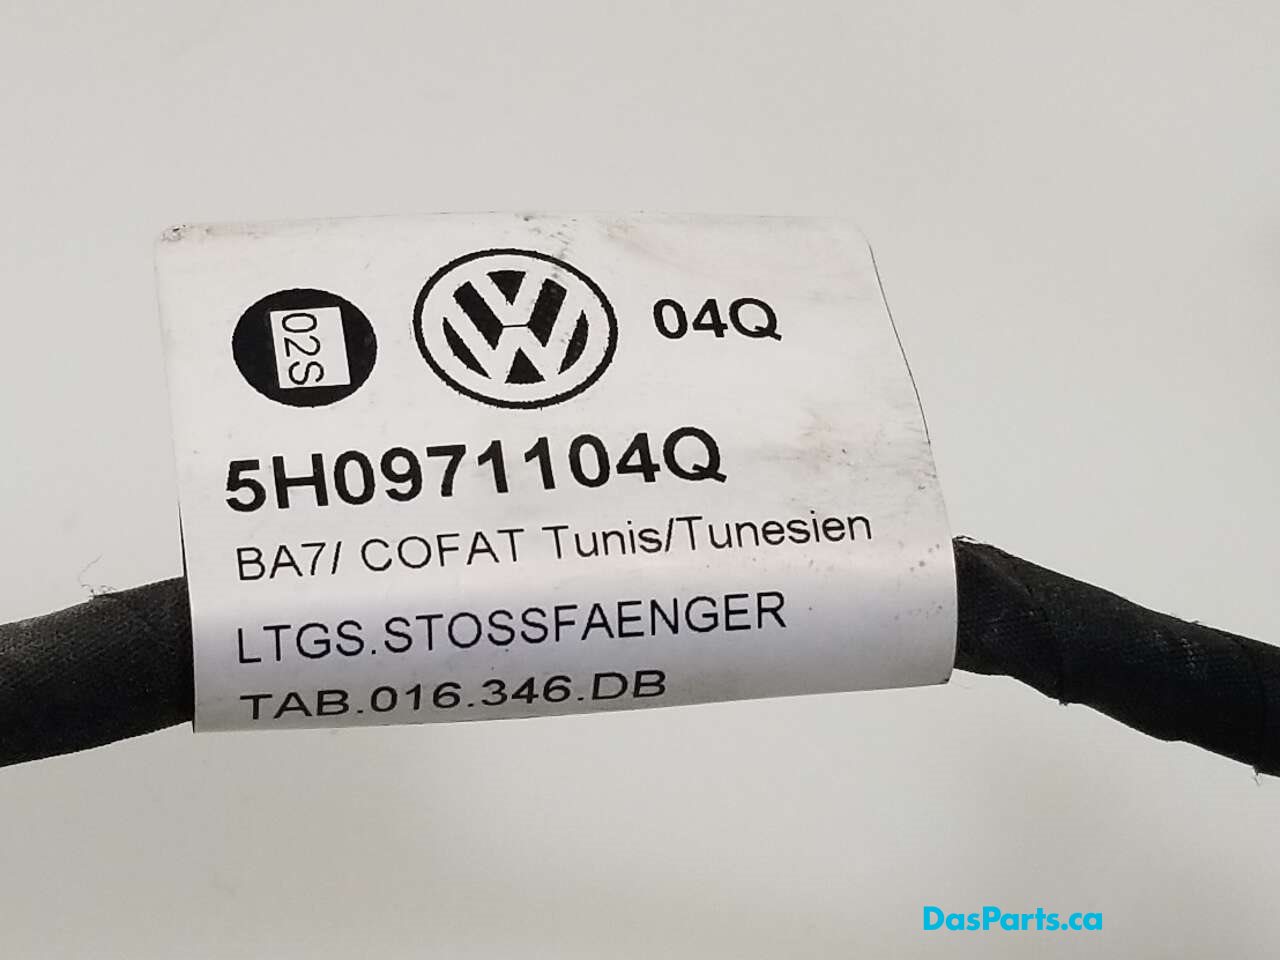 02S
04Q
5H0971104Q
BA7/ COFAT Tunis/Tunesien
LTGS.STOSSFAENGER
TAB.016.346.DB
DasParts.ca